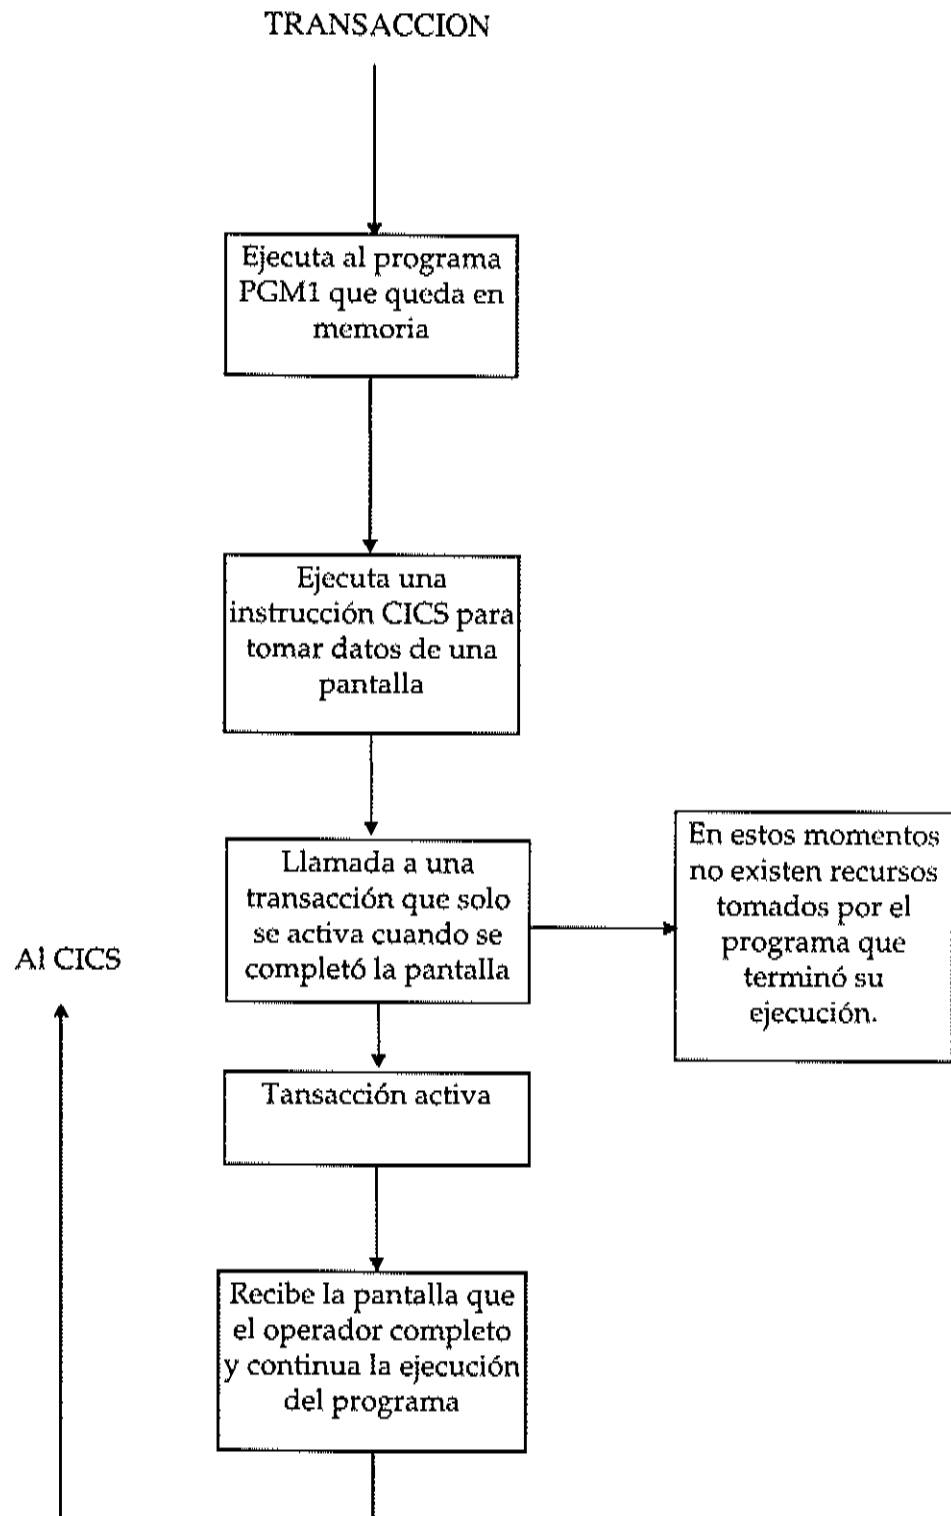 TRANSACCION
Ejecuta al programa
PGM1 que queda en
memoria
Ejecuta una
instrucción CICS para
tomar datos de una
pantalla
Llamada a una
transacción que solo
se activa cuando se
completó la pantalla
En estos momentos
no existen recursos
tomados por el
programa que
terminó su
ejecución.
Al CICS
Tansacción activa
Recibe la pantalla que
el operador completo
y continua la ejecución
del programa